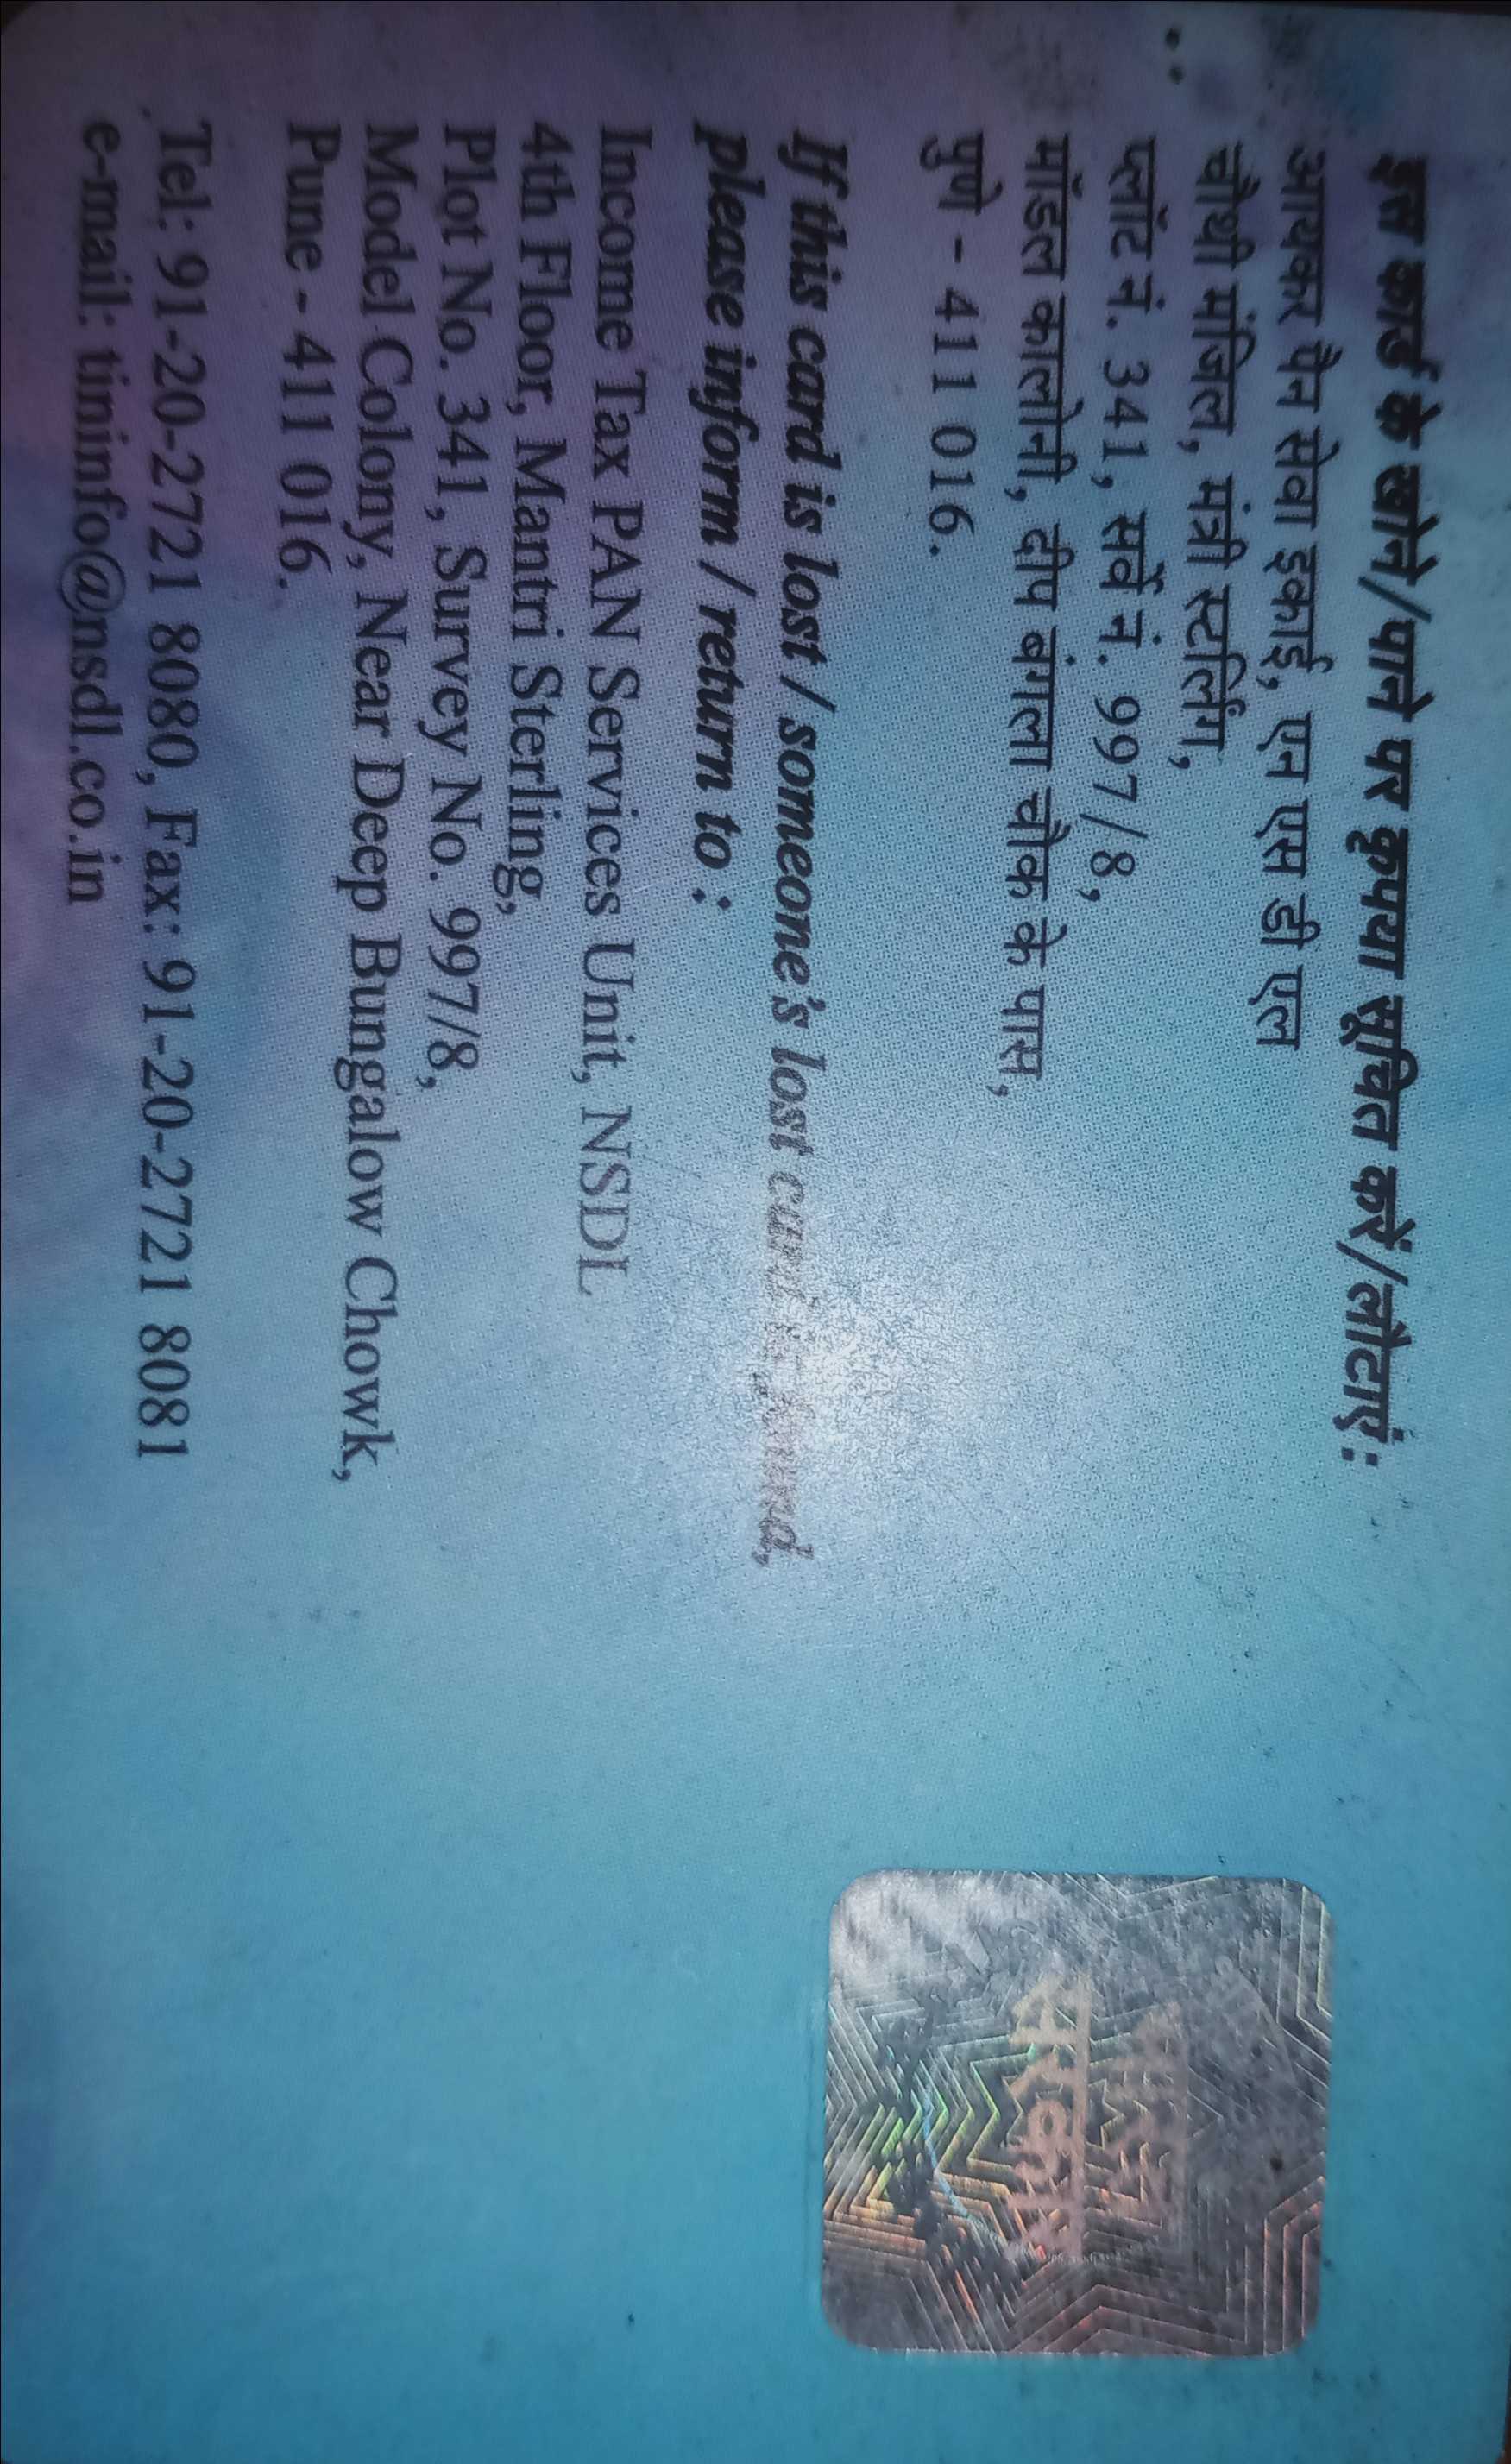 इस कार्ड के खोने/पाने पर कृपया सूचित करें/लौटाएं:
आयकर पैन सेवा इकाई, एन एस डी एल
चौथी मंजिल, मंत्री स्टर्लिंग,
प्लॉट नं. 341, सर्वे नं. 997/8,
मॉडल कालोनी, दीप बंगला चौक के पास,
पुणे - 411 016.
If this card is lost / someone's lost card is found,
please inform / return to :
Income Tax PAN Services Unit, NSDL
4th Floor, Mantri Sterling,
Plot No. 341, Survey No. 997/8,
Model Colony, Near Deep Bungalow Chowk,
Pune - 411 016.
Tel: 91-20-2721 8080, Fax: 91-20-2721 8081
e-mail: tininfo@nsdl.co.in
भारत
सरकार